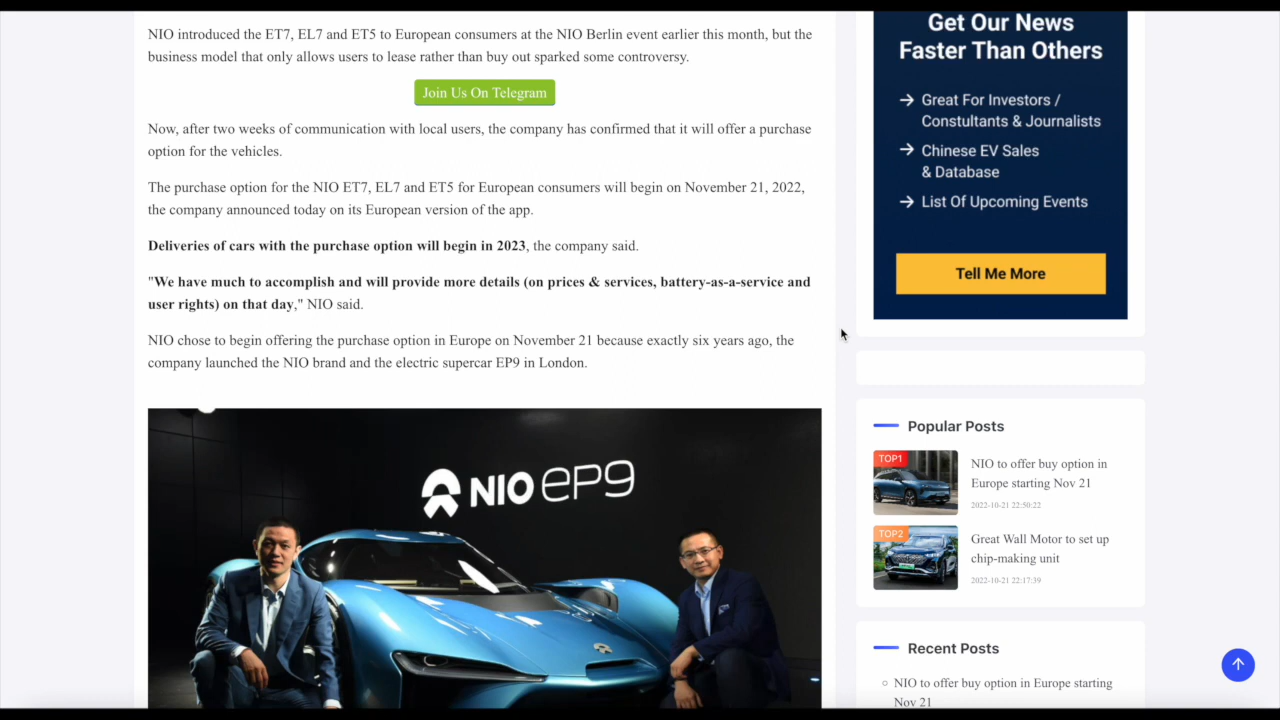 NIO introduced the ET7, EL7 and ET5 to European consumers at the NIO Berlin event earlier this month, but the
business model that only allows users to lease rather than buy out sparked some controversy.
Join Us On Telegram
Now, after two weeks of communication with local users, the company has confirmed that it will offer a purchase
option for the vehicles.
The purchase option for the NIO ET7, EL7 and ET5 for European consumers will begin on November 21, 2022,
the company announced today on its European version of the app.
Deliveries of cars with the purchase option will begin in 2023, the company said.
"We have much to accomplish and will provide more details (on prices & services, battery-as-a-service and
user rights) on that day," NIO said.
NIO chose to begin offering the purchase option in Europe on November 21 because exactly six years ago, the
company launched the NIO brand and the electric supercar EP9 in London.
NIO EP9
Get Our News
Faster Than Others
→ Great For Investors /
Constultants & Journalists
→ Chinese EV Sales
& Database
→ List Of Upcoming Events
Tell Me More
Popular Posts
TOP1
NIO to offer buy option in
Europe starting Nov 21
2022-10-21 22:50:22
TOP2
Great Wall Motor to set up
chip-making unit
2022-10-21 22:17:39
Recent Posts
NIO to offer buy option in Europe starting
Nov 21